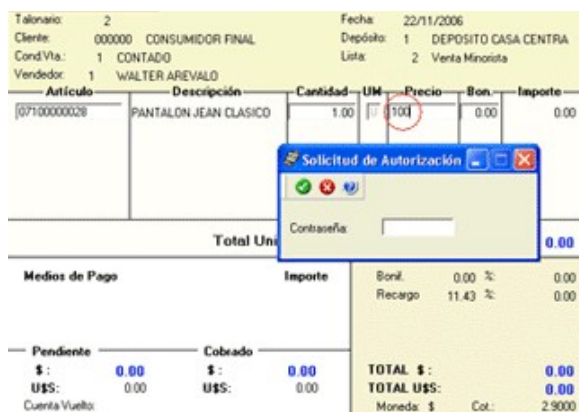 Talonario: 2 Fecha: 22/11/2006
Cliente: 000000 CONSUMIDOR FINAL Depósito: 1 DEPOSITO CASA CENTRA
Cond.Vta.: 1 CONTADO Lista: 2 Venta Minorista
Vendedor: 1 WALTER AREVALO
Artículo Descripción Cantidad UM Precio Bon. Importe
07100000028 PANTALON JEAN CLASICO 1.00 U 100 0.00 0.00
Solicitud de Autorización
Contraseña:
Total Uni 0.00
Medios de Pago Importe Bonif. 0.00 %: 0.00
Recargo 11.43 %: 0.00
Pendiente Cobrado
$ : 0.00 $ : 0.00 TOTAL $ : 0.00
U$S: 0.00 U$S: 0.00 TOTAL U$S: 0.00
Cuenta Vuelto: Moneda: $ Cot.: 2.9000